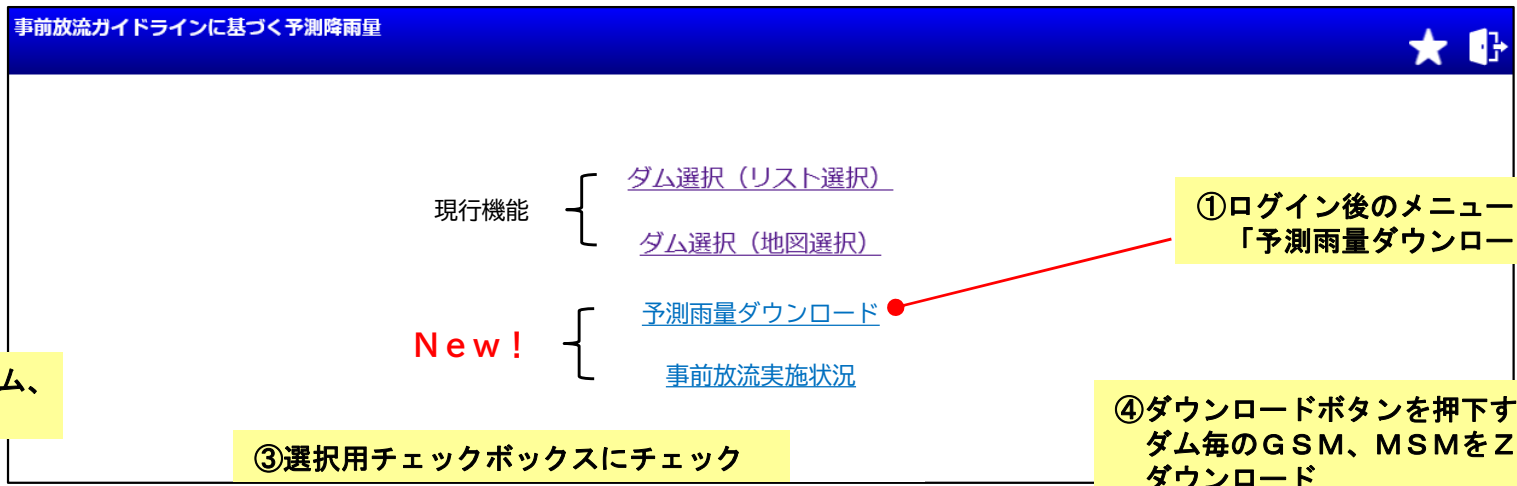 事前放流ガイドラインに基づく予測降雨量
現行機能
ダム選択（リスト選択）
ダム選択（地図選択）
①ログイン後のメニュー
「予測雨量ダウンロー
Ｎｅｗ！
予測雨量ダウンロード
事前放流実施状況
ム、
③選択用チェックボックスにチェック
④ダウンロードボタンを押下す
ダム毎のＧＳＭ、ＭＳＭをＺ
ダウンロード